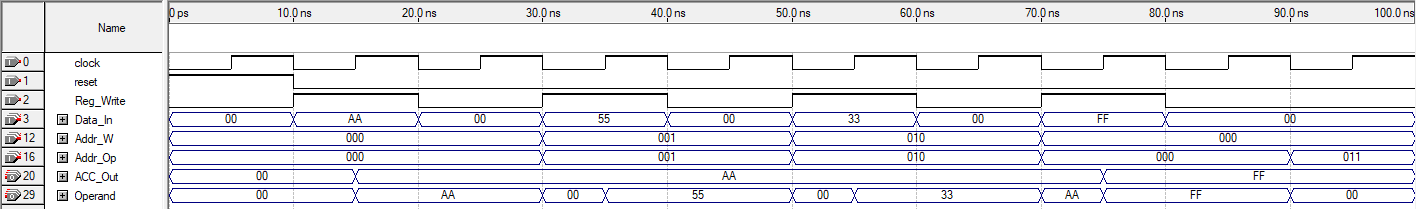 Name 0 ps 10.0 ns 20.0 ns 30.0 ns 40.0 ns 50.0 ns 60.0 ns 70.0 ns 80.0 ns 90.0 ns 100.0 ns
0 clock
1 reset
2 Reg_Write
3 Data_In 00 AA 00 55 00 33 00 FF 00
12 Addr_W 000 001 010 000
16 Addr_Op 000 001 010 000 011
20 ACC_Out 00 AA FF
29 Operand 00 AA 00 55 00 33 AA FF 00